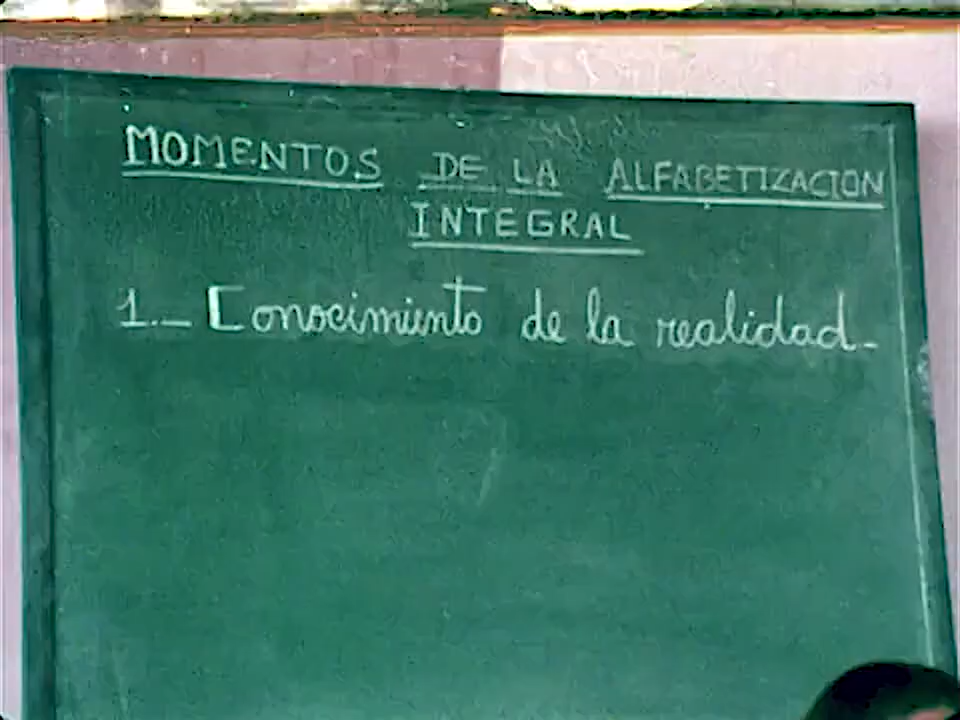 MOMENTOS DE LA ALFABETIZACION
INTEGRAL
1._ Conocimiento de la realidad.